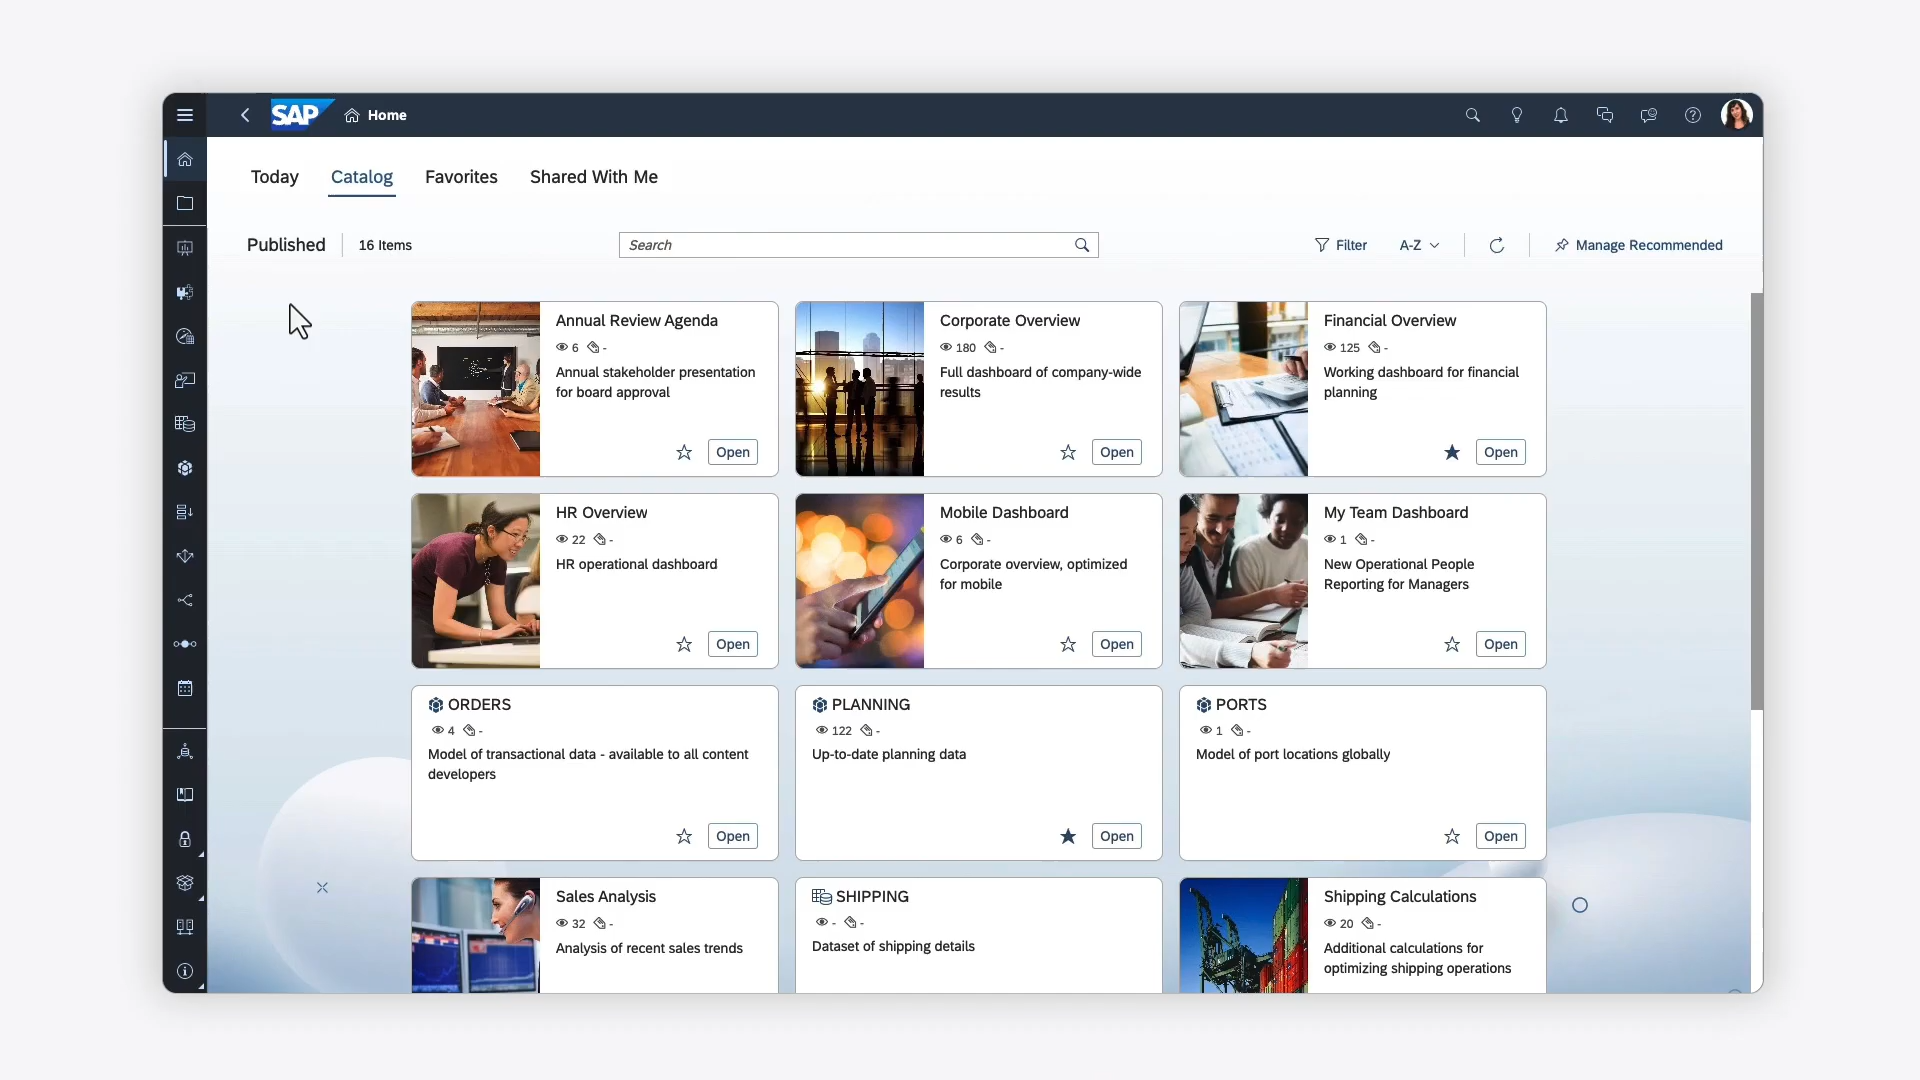 SAP Home
Today Catalog Favorites Shared With Me
Published 16 Items Search Filter A-Z Manage Recommended
Annual Review Agenda
6 -
Annual stakeholder presentation
for board approval
Open
Corporate Overview
180 -
Full dashboard of company-wide
results
Open
Financial Overview
125 -
Working dashboard for financial
planning
Open
HR Overview
22 -
HR operational dashboard
Open
Mobile Dashboard
6 -
Corporate overview, optimized
for mobile
Open
My Team Dashboard
1 -
New Operational People
Reporting for Managers
Open
ORDERS
4 -
Model of transactional data - available to all content
developers
Open
PLANNING
122 -
Up-to-date planning data
Open
PORTS
1 -
Model of port locations globally
Open
Sales Analysis
32 -
Analysis of recent sales trends
SHIPPING
- -
Dataset of shipping details
Shipping Calculations
20 -
Additional calculations for
optimizing shipping operations